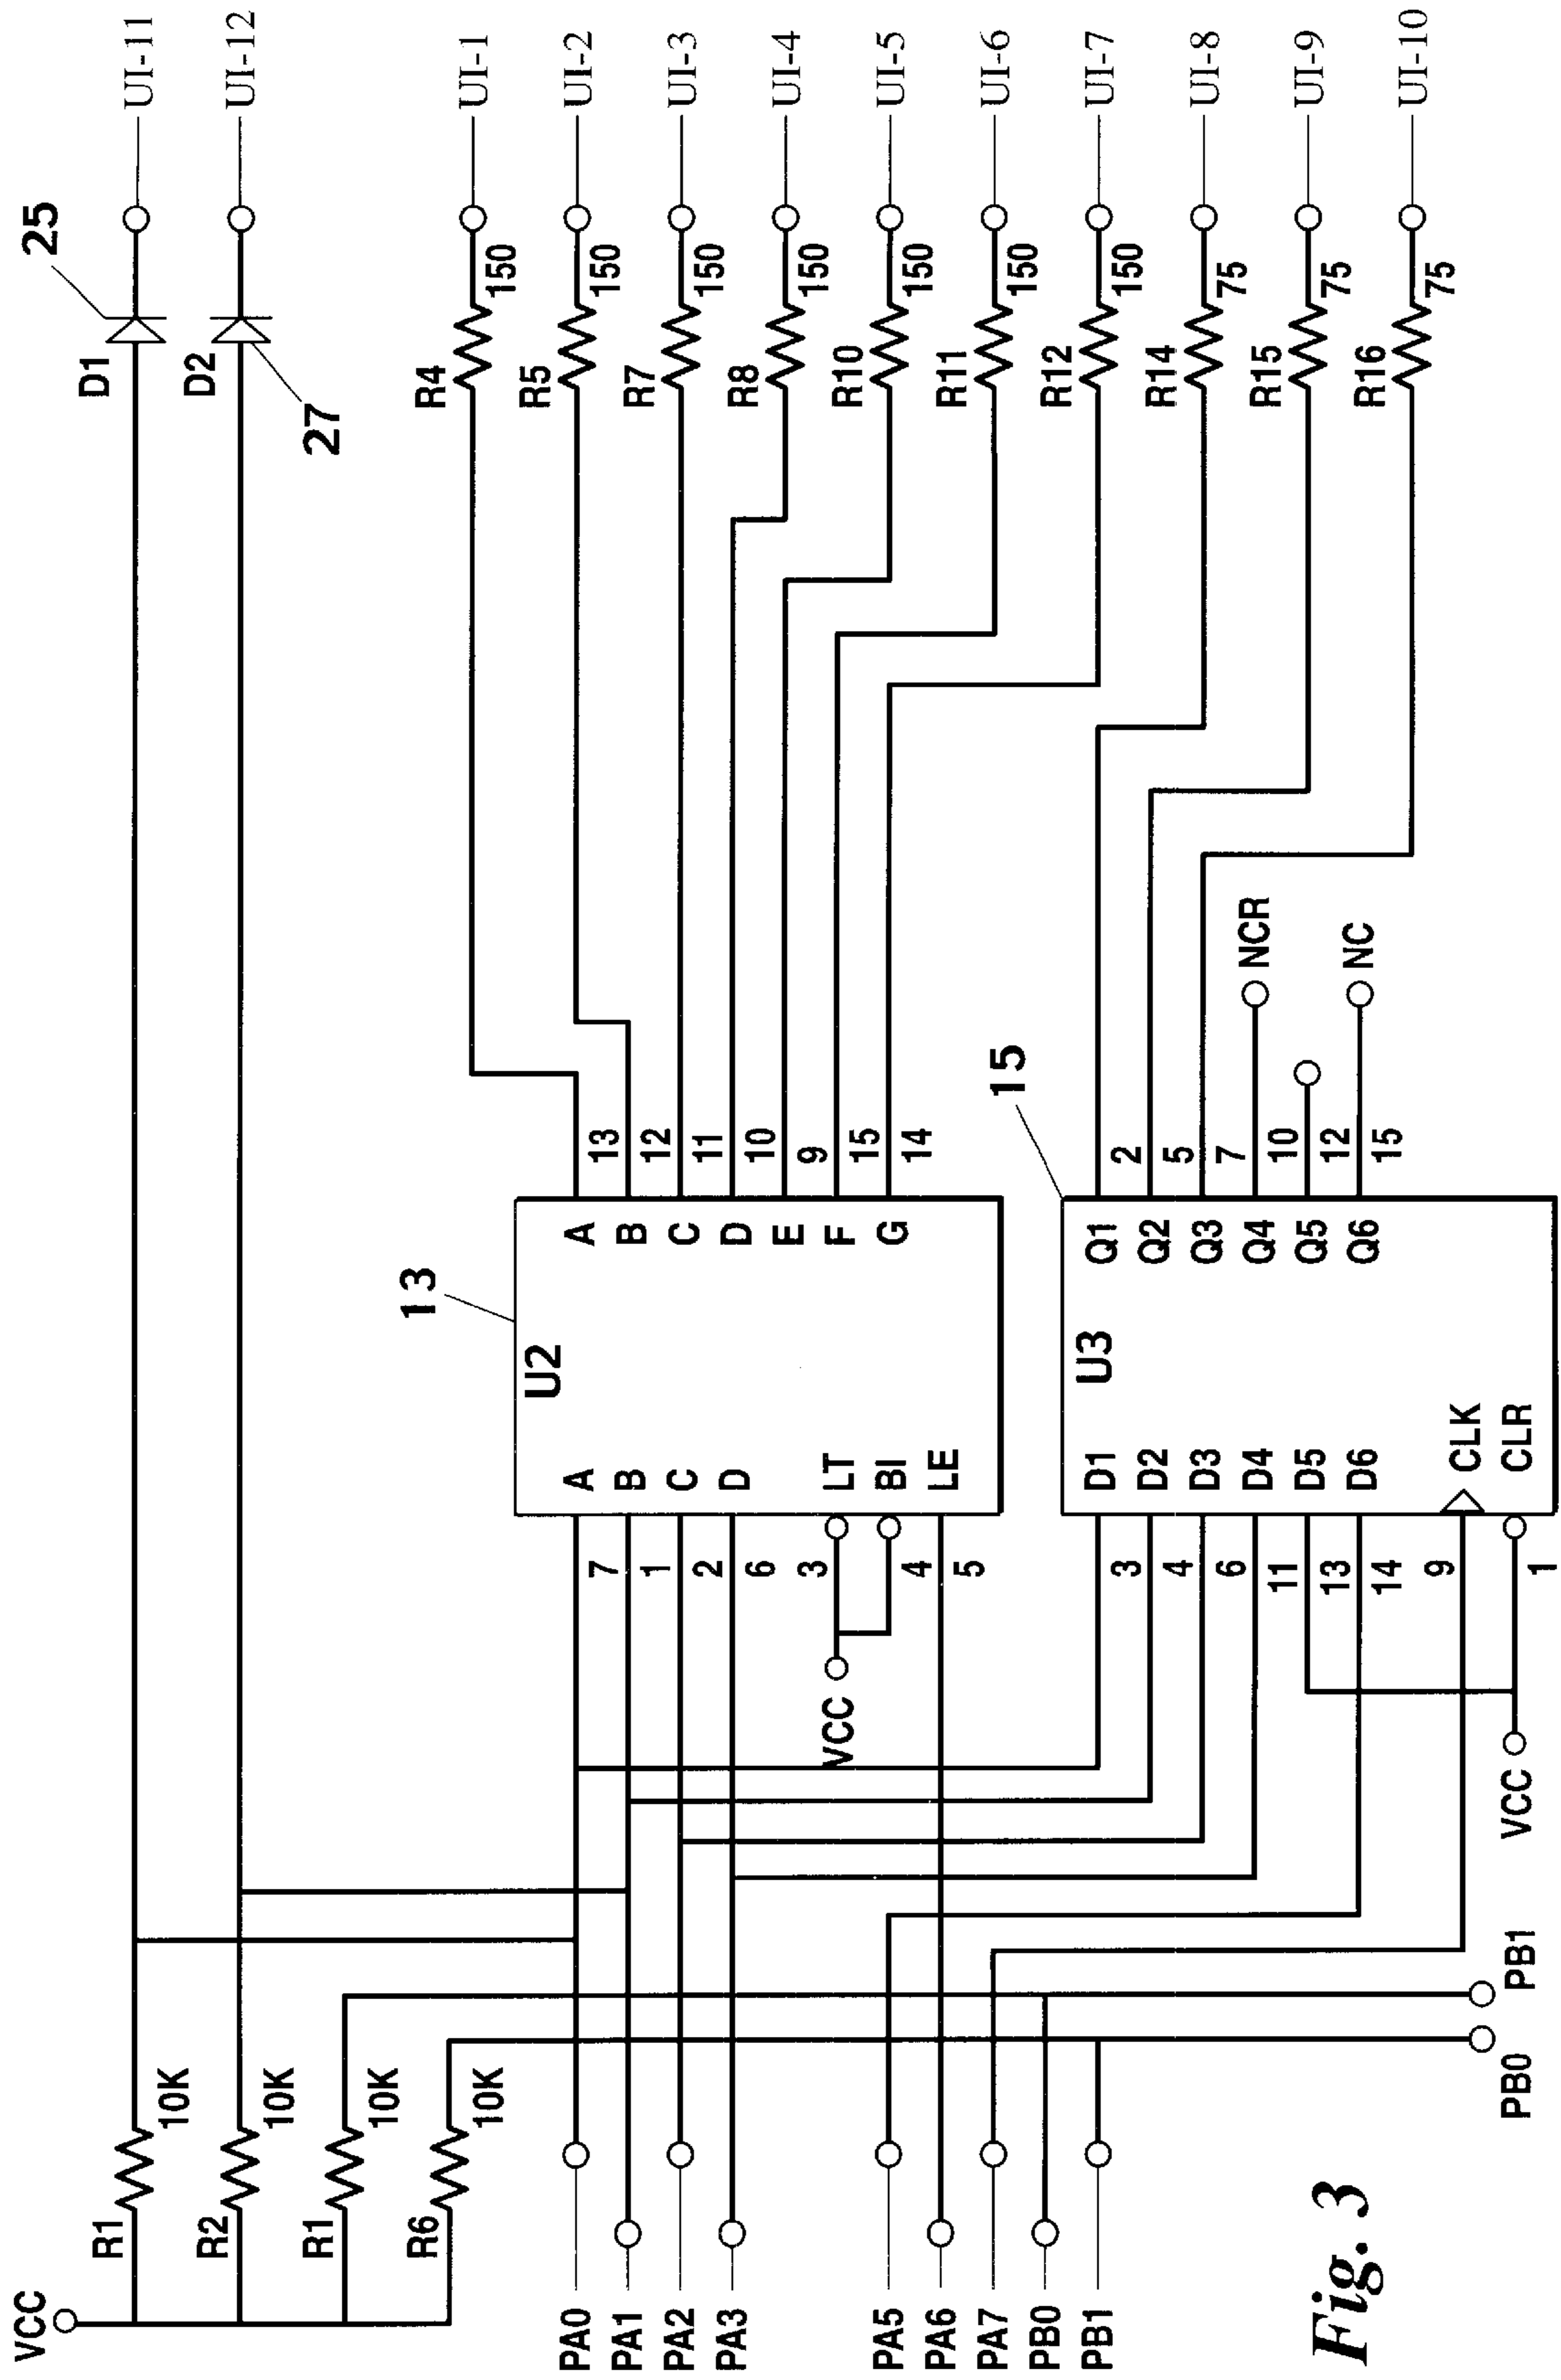 VCC
R1
10K
D1
25
UI-11
R2
10K
D2
27
UI-12
R1
10K
R6
10K
R4
150
UI-1
R5
150
UI-2
R7
150
UI-3
R8
150
UI-4
R10
150
UI-5
R11
150
UI-6
R12
150
UI-7
R14
75
UI-8
R15
75
UI-9
R16
75
UI-10
PA0
PA1
PA2
PA3
PA5
PA6
PA7
PB0
PB1
13
U2
7
A
A
13
1
B
B
12
2
C
C
11
6
D
D
10
E
9
VCC
3
LT
F
15
4
BI
G
14
5
LE
15
U3
3
D1
Q1
2
4
D2
Q2
5
6
D3
Q3
7
11
D4
Q4
10
NCR
13
D5
Q5
12
14
D6
Q6
15
NC
9
CLK
VCC
1
CLR
PB0
PB1
Fig. 3